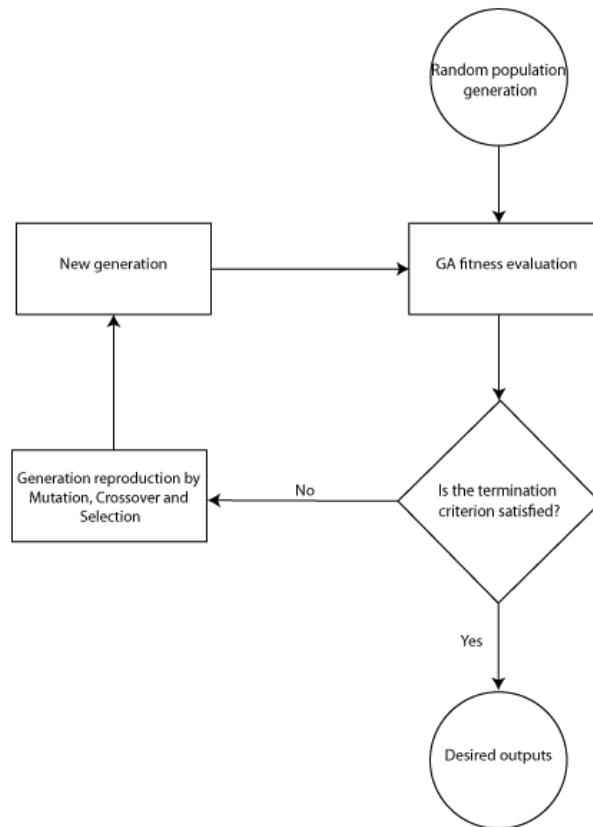 Random population
generation
New generation
GA fitness evaluation
Generation reproduction by
Mutation, Crossover and
Selection
No
Is the termination
criterion satisfied?
Yes
Desired outputs